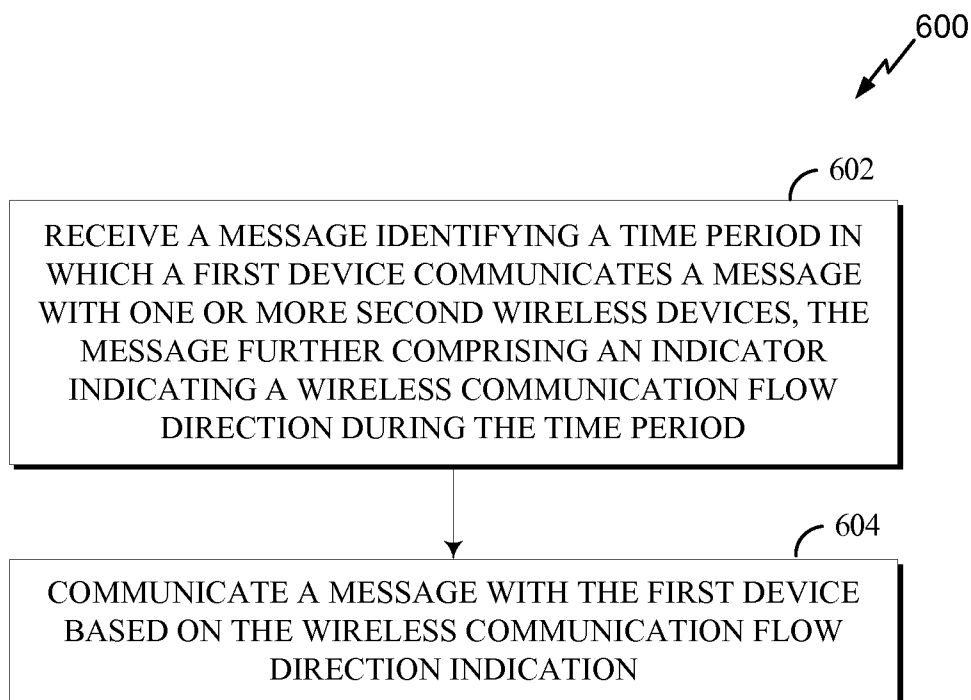 600
602
RECEIVE A MESSAGE IDENTIFYING A TIME PERIOD IN
WHICH A FIRST DEVICE COMMUNICATES A MESSAGE
WITH ONE OR MORE SECOND WIRELESS DEVICES, THE
MESSAGE FURTHER COMPRISING AN INDICATOR
INDICATING A WIRELESS COMMUNICATION FLOW
DIRECTION DURING THE TIME PERIOD
604
COMMUNICATE A MESSAGE WITH THE FIRST DEVICE
BASED ON THE WIRELESS COMMUNICATION FLOW
DIRECTION INDICATION